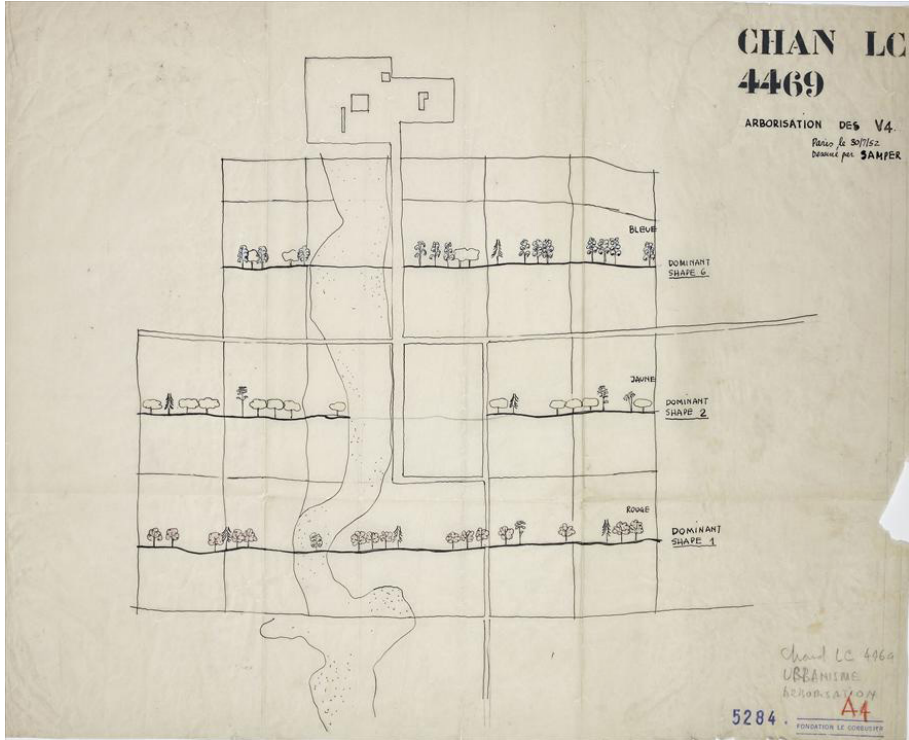 CHAN LC
4469
ARBORISATION DES V4.
Paris le 30/7/52
Dessiné par SAMPER
BLEUE
DOMINANT
SHAPE 6
JAUNE
DOMINANT
SHAPE 2
ROUGE
DOMINANT
SHAPE 1
Chand LC 4469
URBANISME
ARBORISATION
A4
5284.
FONDATION LE CORBUSIER